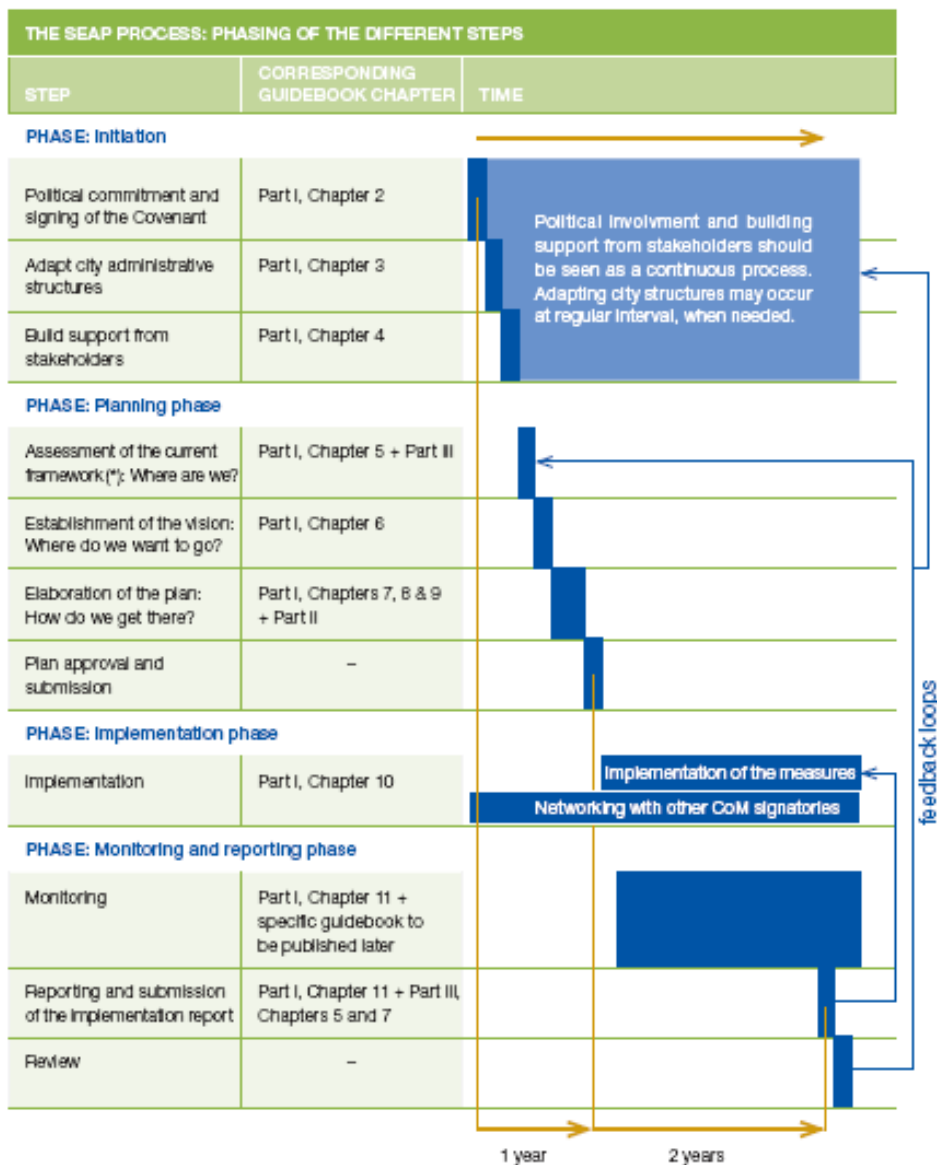 THE SEAP PROCESS: PHASING OF THE DIFFERENT STEPS
STEP
CORRESPONDING
GUIDEBOOK CHAPTER
TIME
PHASE: Initiation
Political commitment and
signing of the Covenant
Part I, Chapter 2
Political involvment and building
support from stakeholders should
be seen as a continuous process.
Adapting city structures may occur
at regular interval, when needed.
Adapt city administrative
structures
Part I, Chapter 3
Build support from
stakeholders
Part I, Chapter 4
PHASE: Planning phase
Assessment of the current
framework (*): Where are we?
Part I, Chapter 5 + Part III
Establishment of the vision:
Where do we want to go?
Part I, Chapter 6
Elaboration of the plan:
How do we get there?
Part I, Chapters 7, 8 & 9
+ Part II
Plan approval and
submission
–
PHASE: Implementation phase
Implementation
Part I, Chapter 10
Implementation of the measures
Networking with other CoM signatories
PHASE: Monitoring and reporting phase
Monitoring
Part I, Chapter 11 +
specific guidebook to
be published later
Reporting and submission
of the implementation report
Part I, Chapter 11 + Part III,
Chapters 5 and 7
Review
–
feedback loops
1 year
2 years